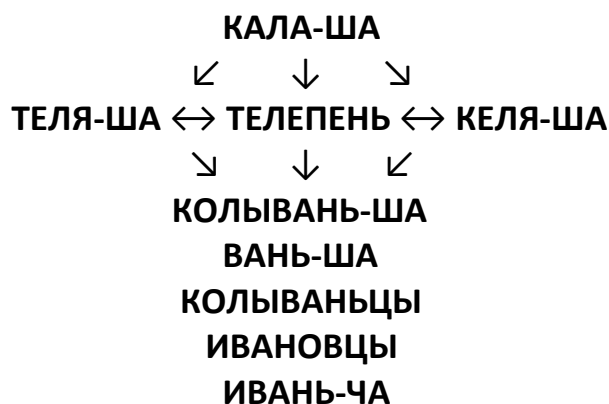 КАЛА-ША
↙ ↓ ↘
ТЕЛЯ-ША ↔ ТЕЛЕПЕНЬ ↔ КЕЛЯ-ША
↘ ↓ ↙
КОЛЫВАНЬ-ША
ВАНЬ-ША
КОЛЫВАНЬЦЫ
ИВАНОВЦЫ
ИВАНЬ-ЧА